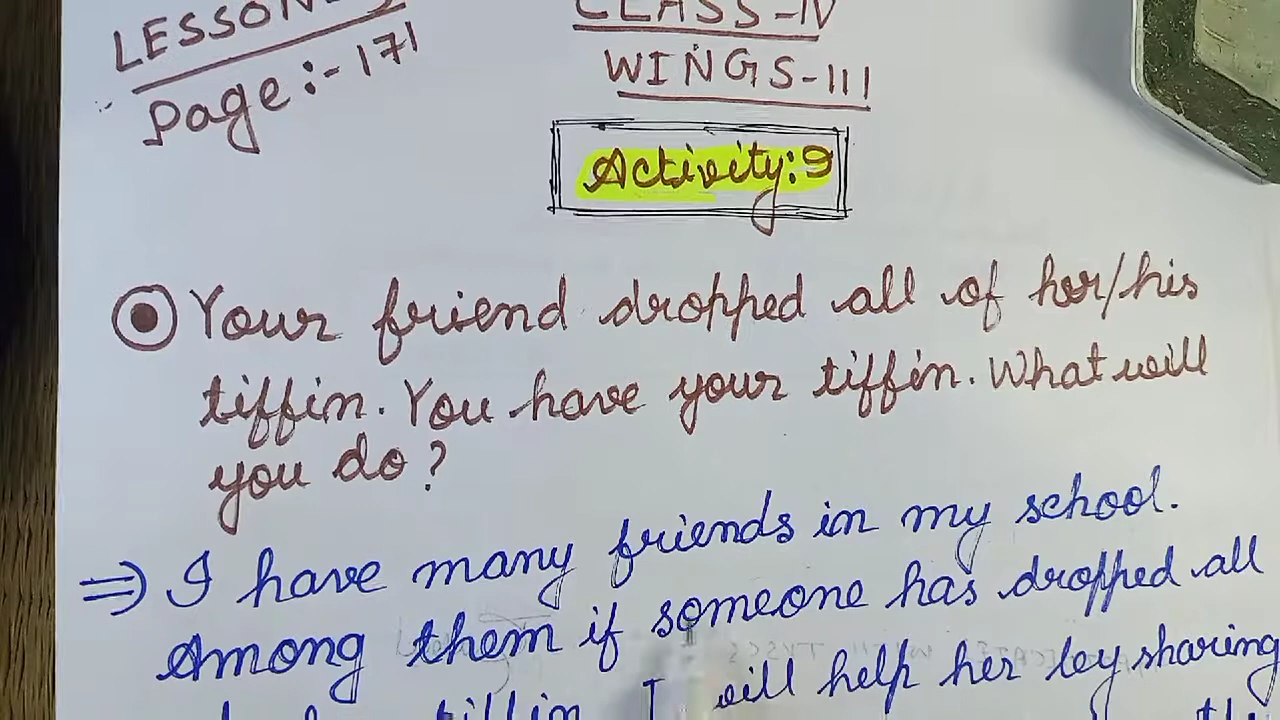 LESSON
CLASS-IV
Page:-171
WINGS-III
Activity:9
Your friend dropped all of her/his
tiffin. You have your tiffin. What will
you do?
⇒ I have many friends in my school.
Among them if someone has dropped all
tiffin I will help her by sharing